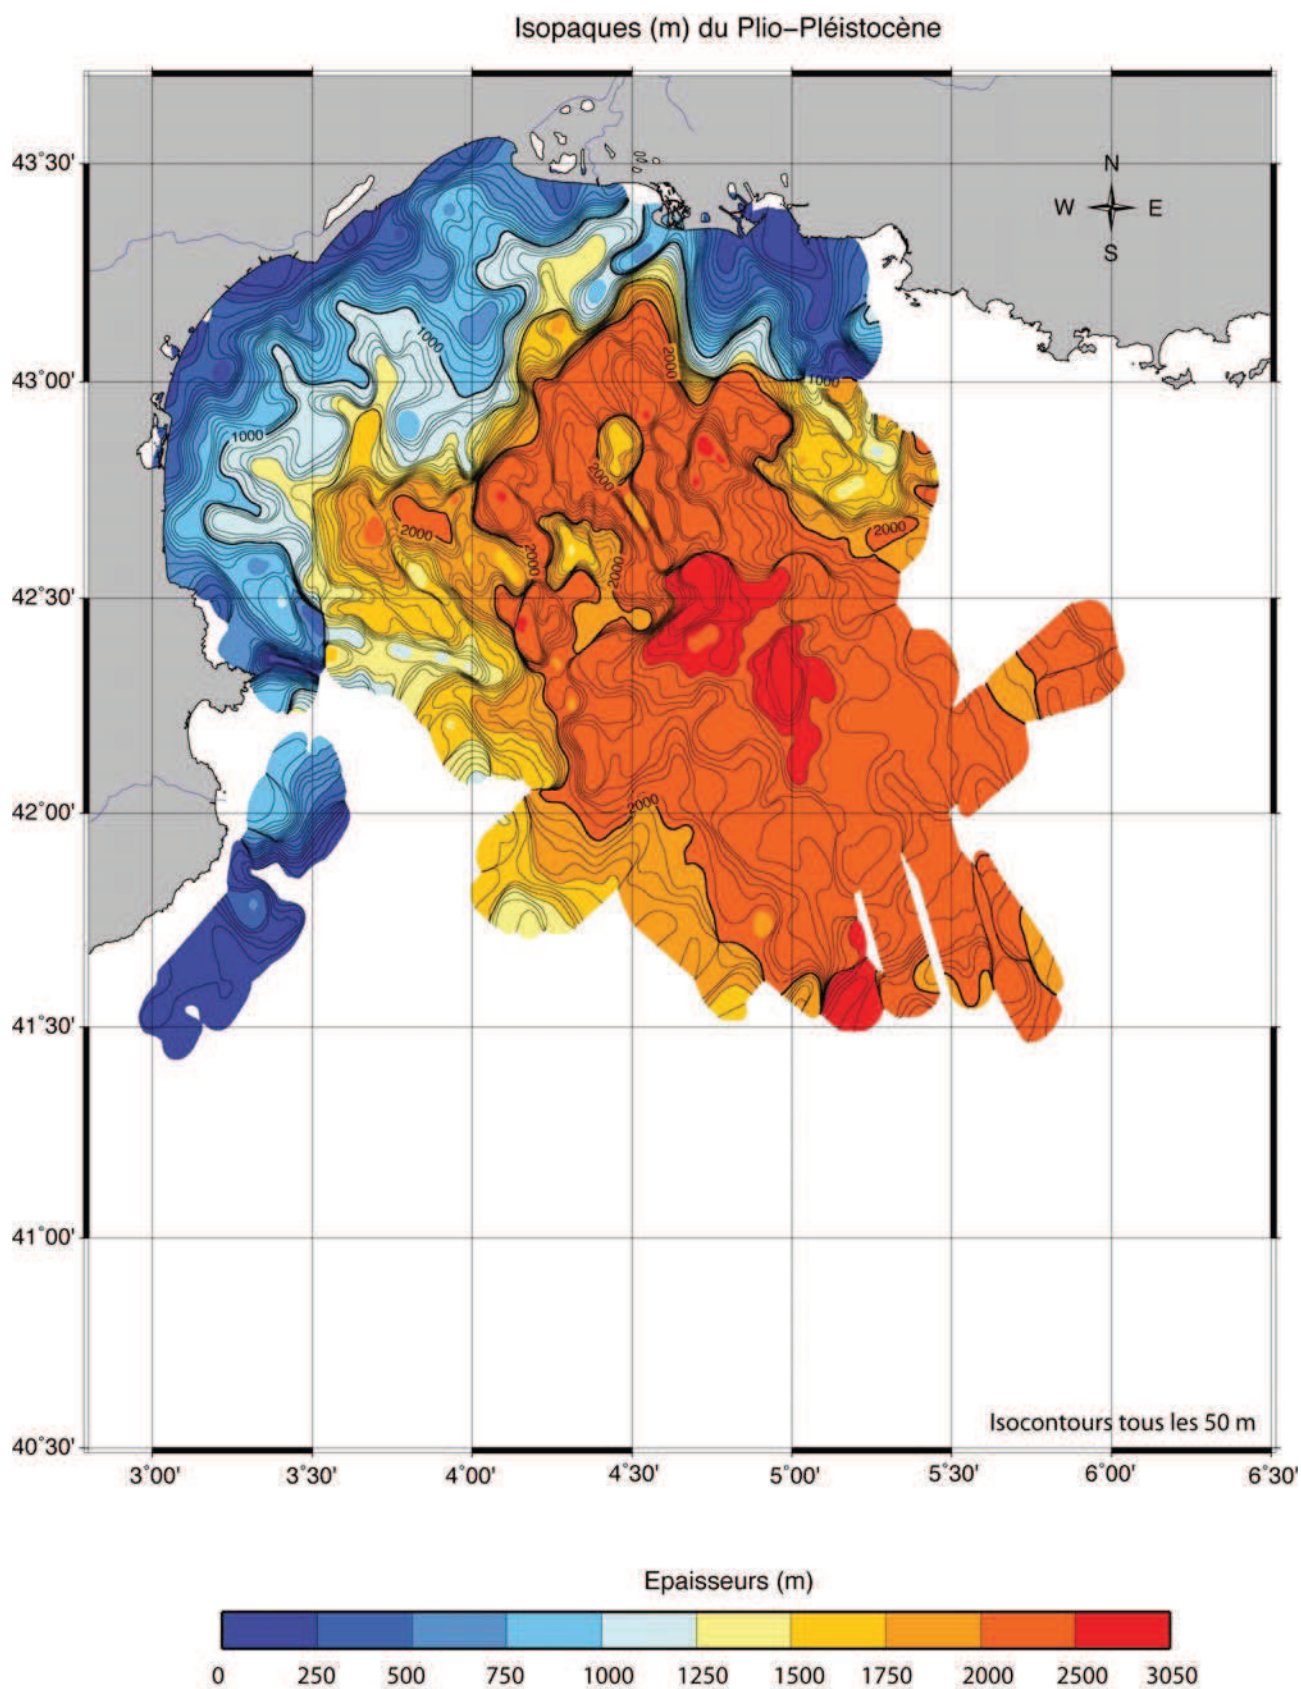 Isopaques (m) du Plio–Pléistocène
43˚30'
N
W E
S
1000
2000
43˚00'
1000
1000
2000
2000
2000
2000
2000
42˚30'
2000
42˚00'
41˚30'
41˚00'
Isocontours tous les 50 m
40˚30'
3˚00' 3˚30' 4˚00' 4˚30' 5˚00' 5˚30' 6˚00' 6˚30'
Epaisseurs (m)
0 250 500 750 1000 1250 1500 1750 2000 2500 3050